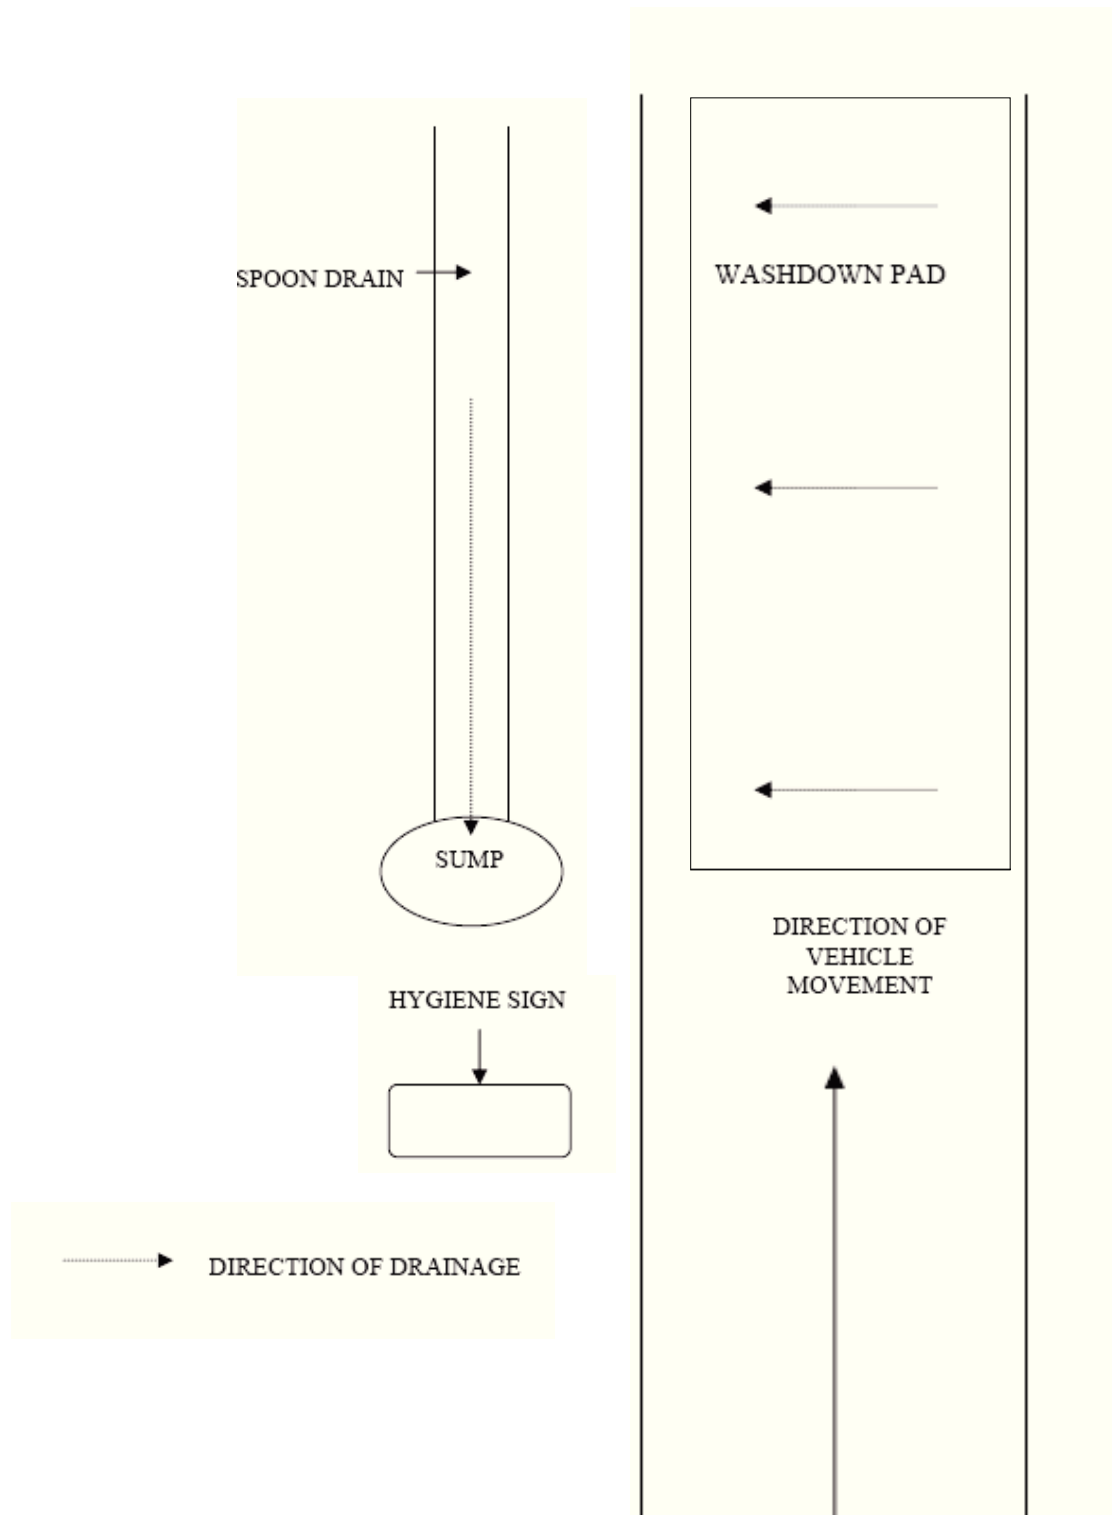 SPOON DRAIN
WASHDOWN PAD
SUMP
DIRECTION OF
VEHICLE
MOVEMENT
HYGIENE SIGN
DIRECTION OF DRAINAGE